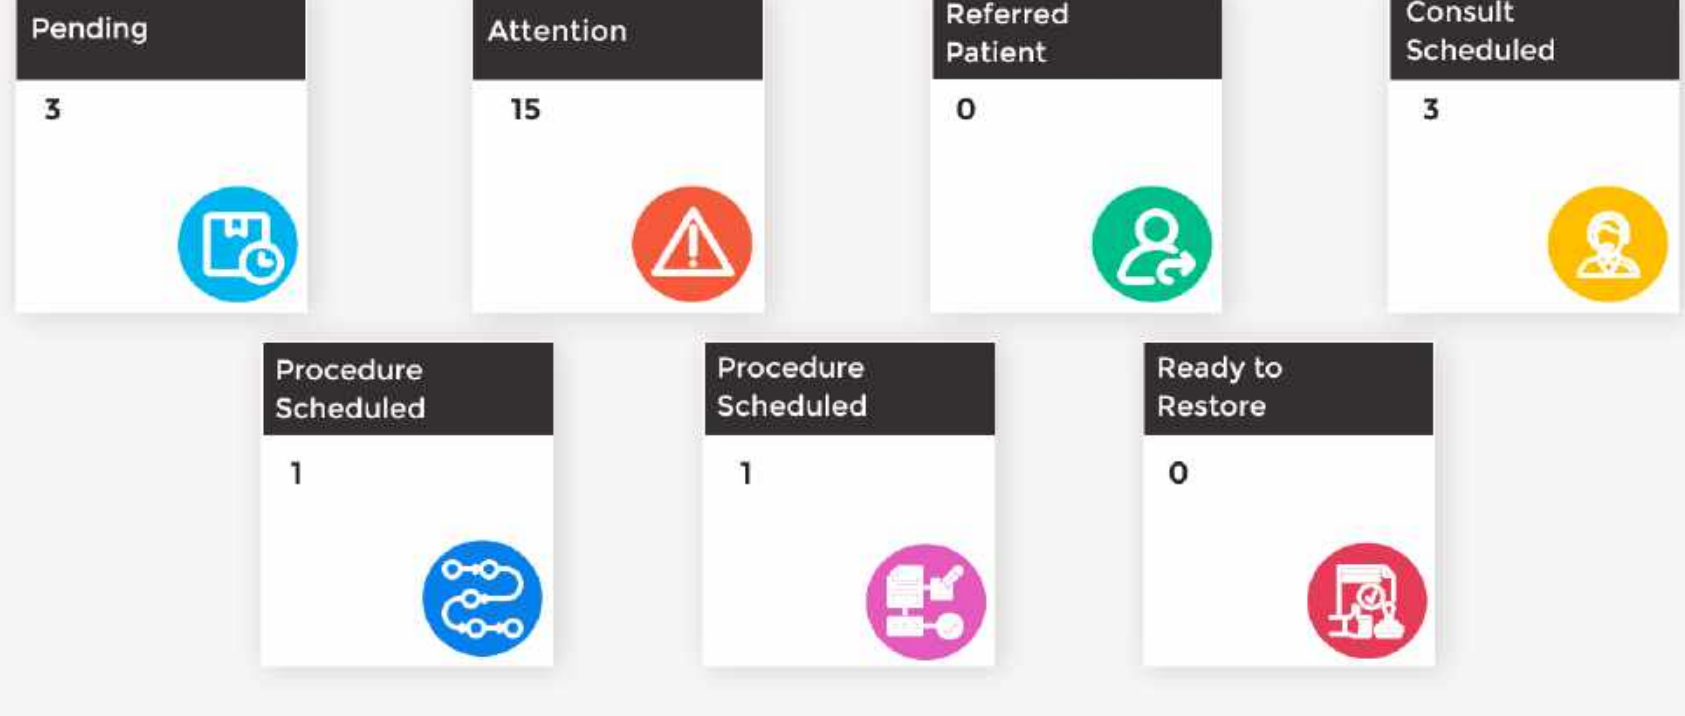 Pending
Attention
Referred
Patient
Consult
Scheduled
3
15
0
3
Procedure
Scheduled
Procedure
Scheduled
Ready to
Restore
1
1
0